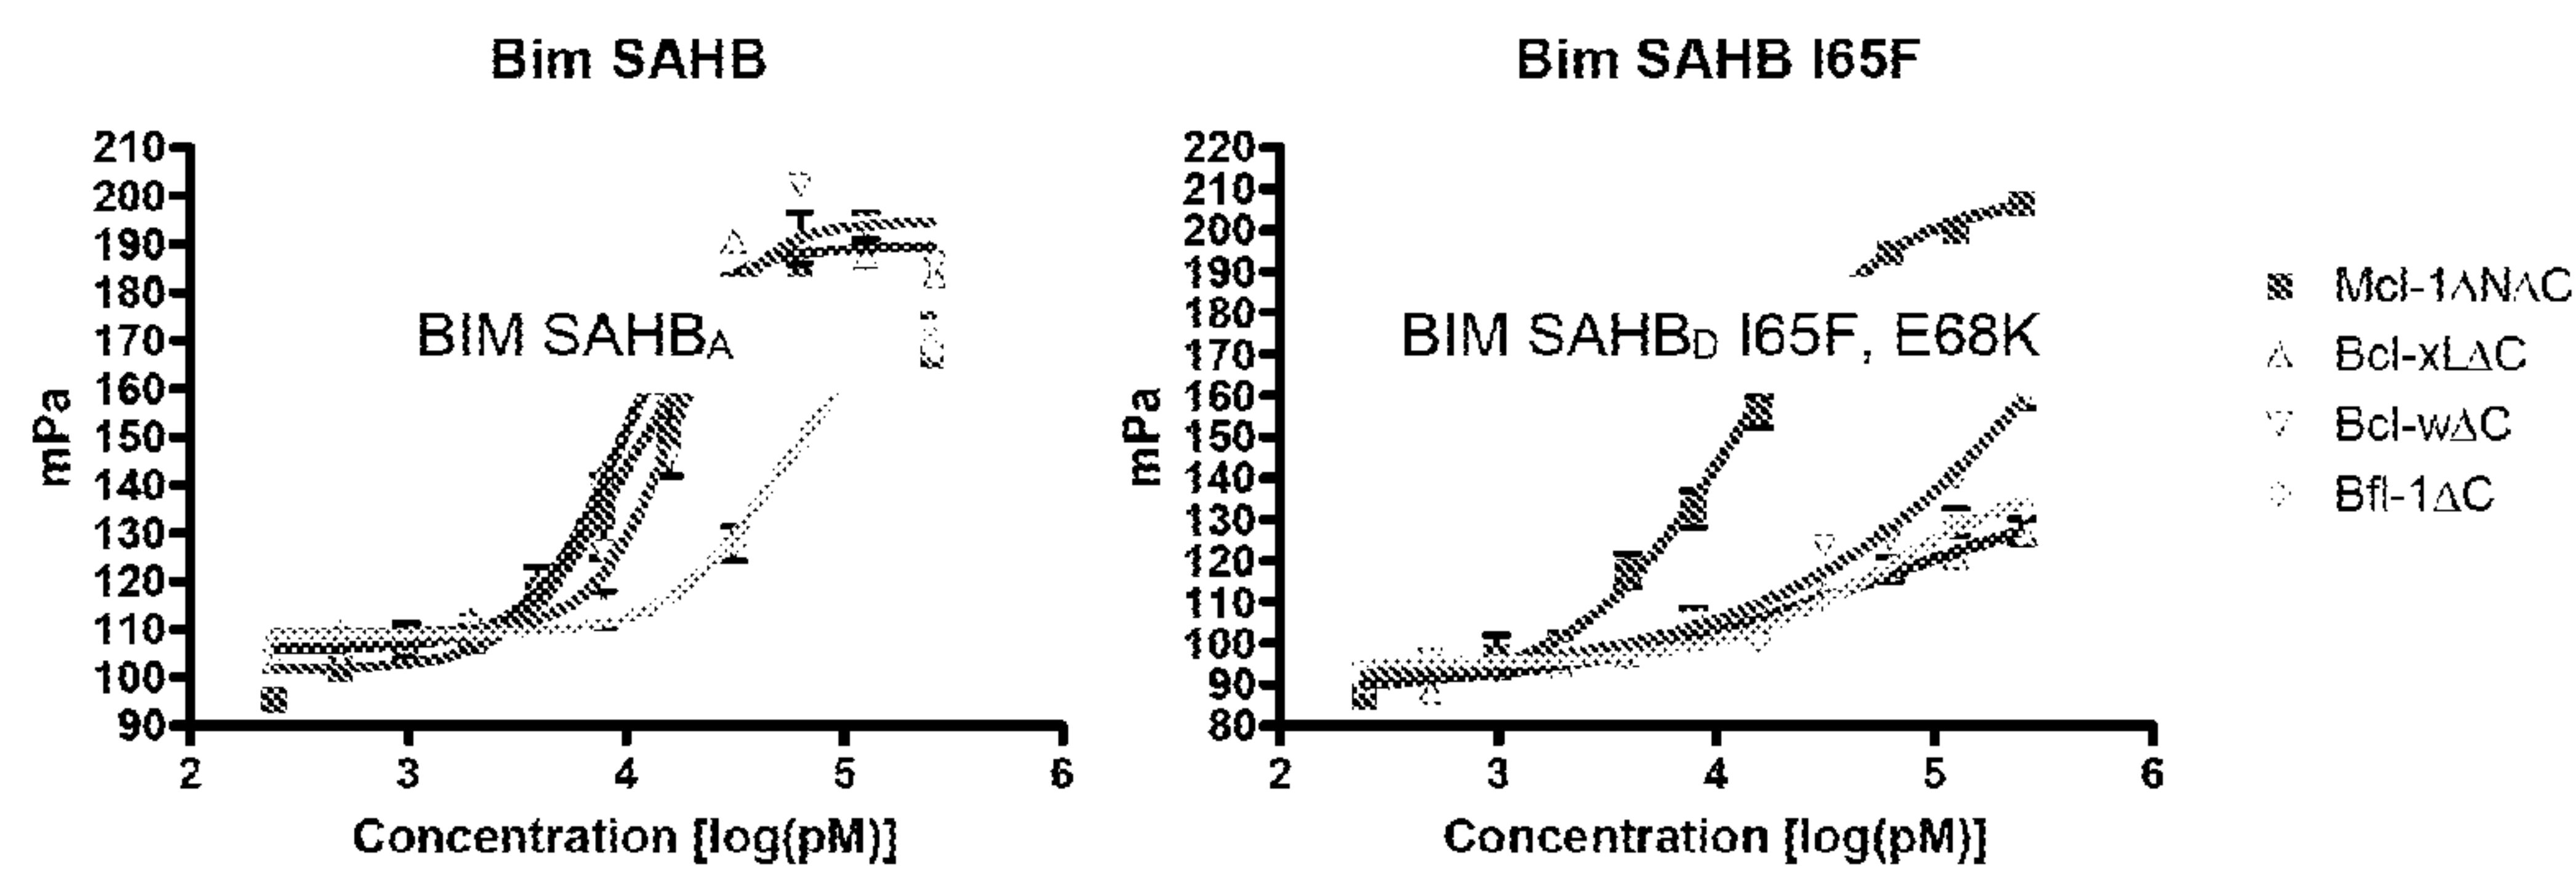 Bim SAHB
210
200
190
180
170
160
150
140
130
120
110
100
90
mPa
BIM SAHBA
2 3 4 5 6
Concentration [log(pM)]
Bim SAHB I65F
220
210
200
190
180
170
160
150
140
130
120
110
100
90
80
mPa
BIM SAHBD I65F, E68K
2 3 4 5 6
Concentration [log(pM)]
Mcl-1ΔNΔC
Bcl-xLΔC
Bcl-wΔC
Bfl-1ΔC